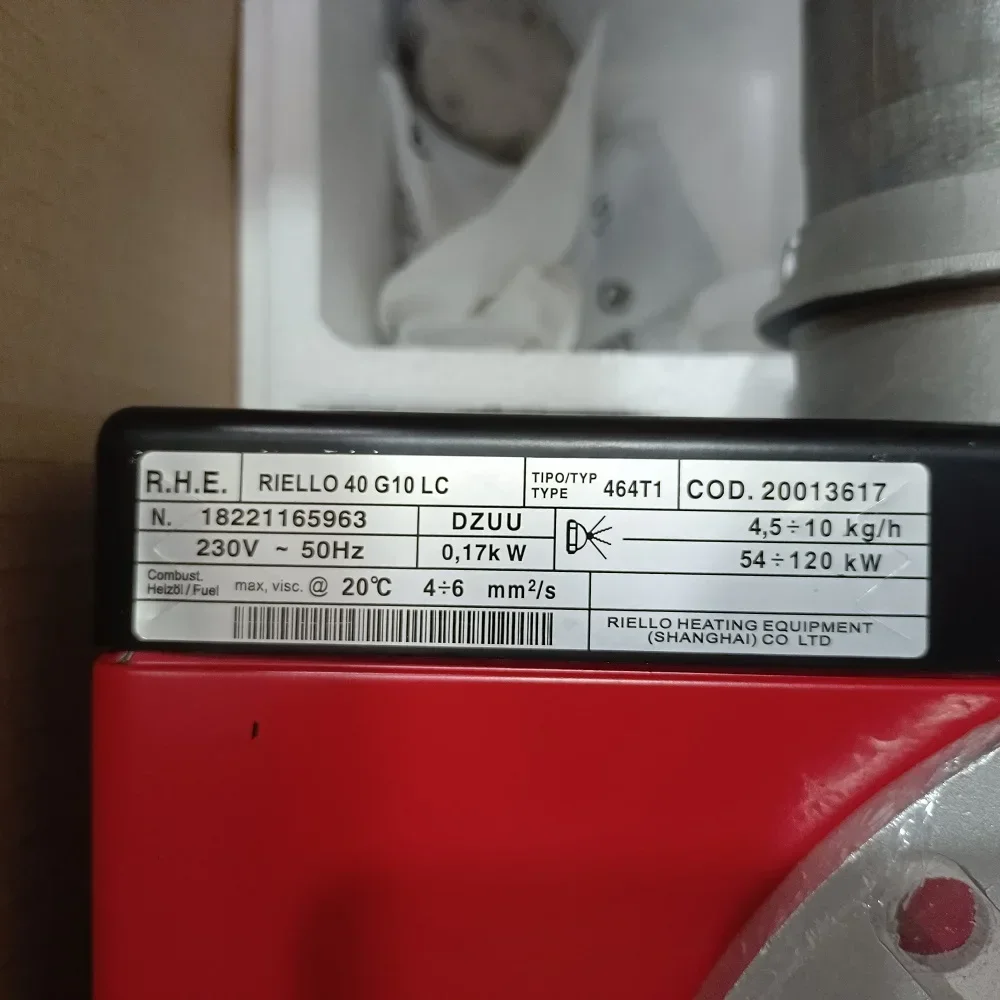 R.H.E. RIELLO 40 G10 LC TIPO/TYP TYPE 464T1 COD. 20013617
N. 18221165963 DZUU 4,5÷10 kg/h
230V ~ 50Hz 0,17k W 54÷120 kW
Combust. Heizöl/Fuel max, visc. @ 20℃ 4÷6 mm²/s
RIELLO HEATING EQUIPMENT
(SHANGHAI) CO LTD